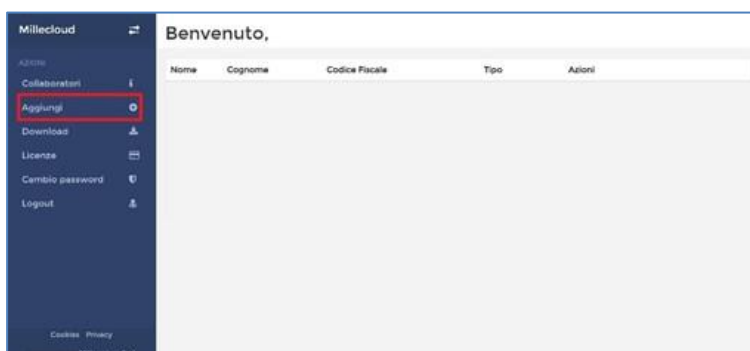 Millecloud
AZIONI
Collaboratori
Aggiungi
Download
Licenze
Cambio password
Logout
Cookies Privacy
Benvenuto,
Nome Cognome Codice Fiscale Tipo Azioni